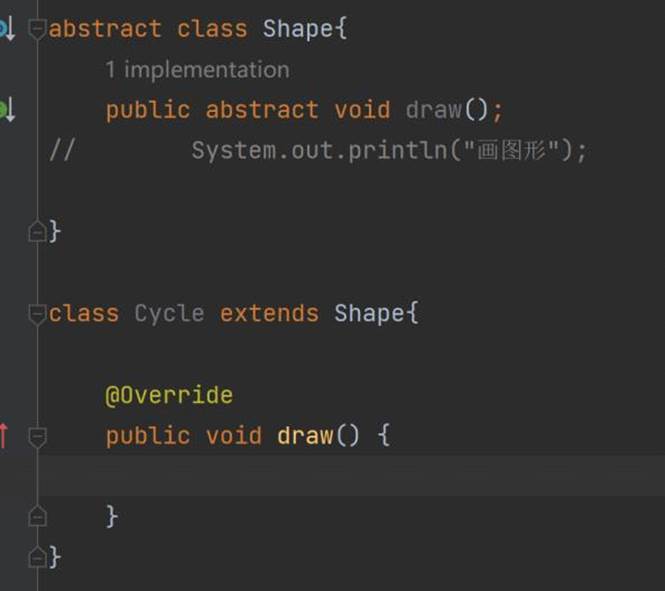 abstract class Shape{
1 implementation
public abstract void draw();
//        System.out.println("画图形");
}
class Cycle extends Shape{
@Override
public void draw() {
}
}